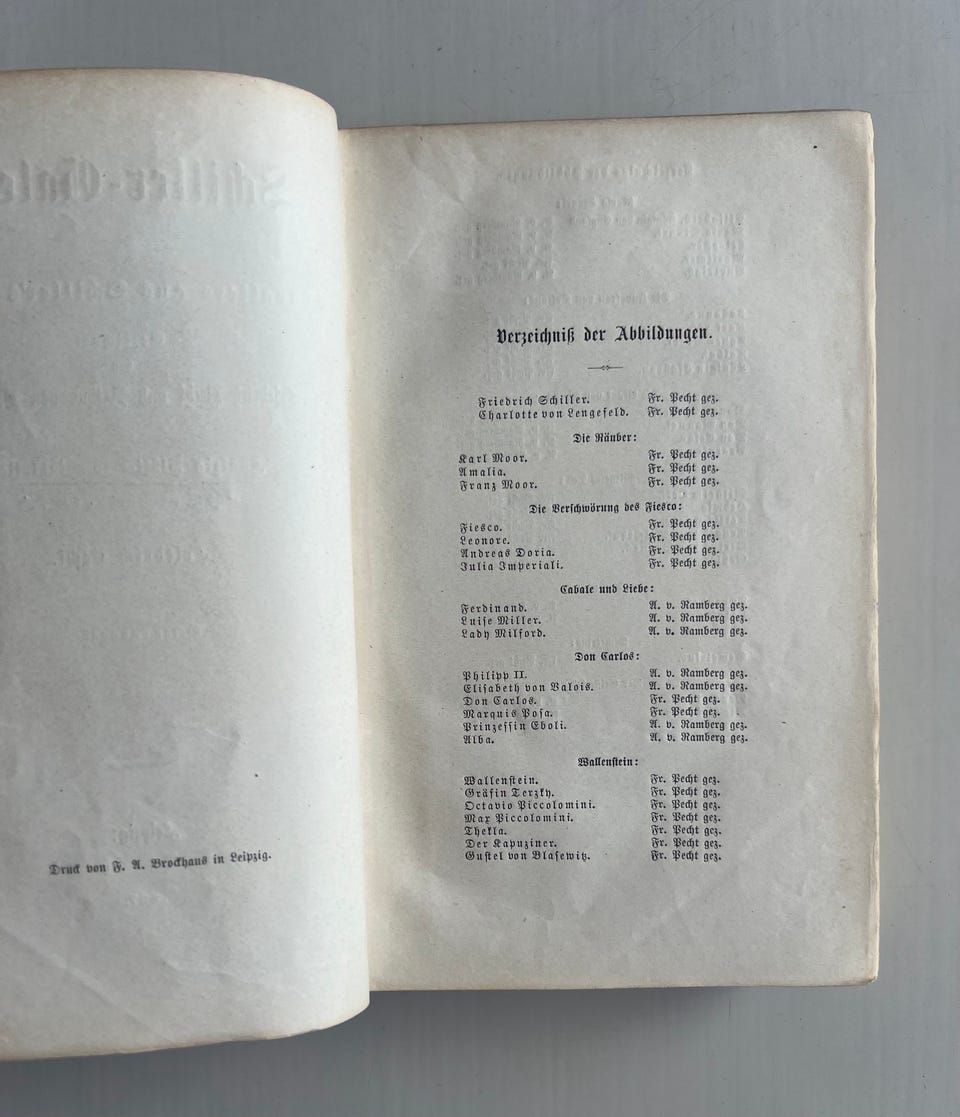 Druck von F. A. Brockhaus in Leipzig.
Verzeichniß der Abbildungen.
Friedrich Schiller. Fr. Pecht gez.
Charlotte von Lengefeld. Fr. Pecht gez.
Die Räuber:
Karl Moor. Fr. Pecht gez.
Amalia. Fr. Pecht gez.
Franz Moor. Fr. Pecht gez.
Die Verschwörung des Fiesco:
Fiesco. Fr. Pecht gez.
Leonore. Fr. Pecht gez.
Andreas Doria. Fr. Pecht gez.
Julia Imperiali. Fr. Pecht gez.
Cabale und Liebe:
Ferdinand. A. v. Ramberg gez.
Luise Miller. A. v. Ramberg gez.
Lady Milford. A. v. Ramberg gez.
Don Carlos:
Philipp II. A. v. Ramberg gez.
Elisabeth von Valois. A. v. Ramberg gez.
Don Carlos. Fr. Pecht gez.
Marquis Posa. Fr. Pecht gez.
Prinzessin Eboli. A. v. Ramberg gez.
Alba. A. v. Ramberg gez.
Wallenstein:
Wallenstein. Fr. Pecht gez.
Gräfin Terzky. Fr. Pecht gez.
Octavio Piccolomini. Fr. Pecht gez.
Max Piccolomini. Fr. Pecht gez.
Thekla. Fr. Pecht gez.
Der Kapuziner. Fr. Pecht gez.
Gustel von Blasewitz. Fr. Pecht gez.